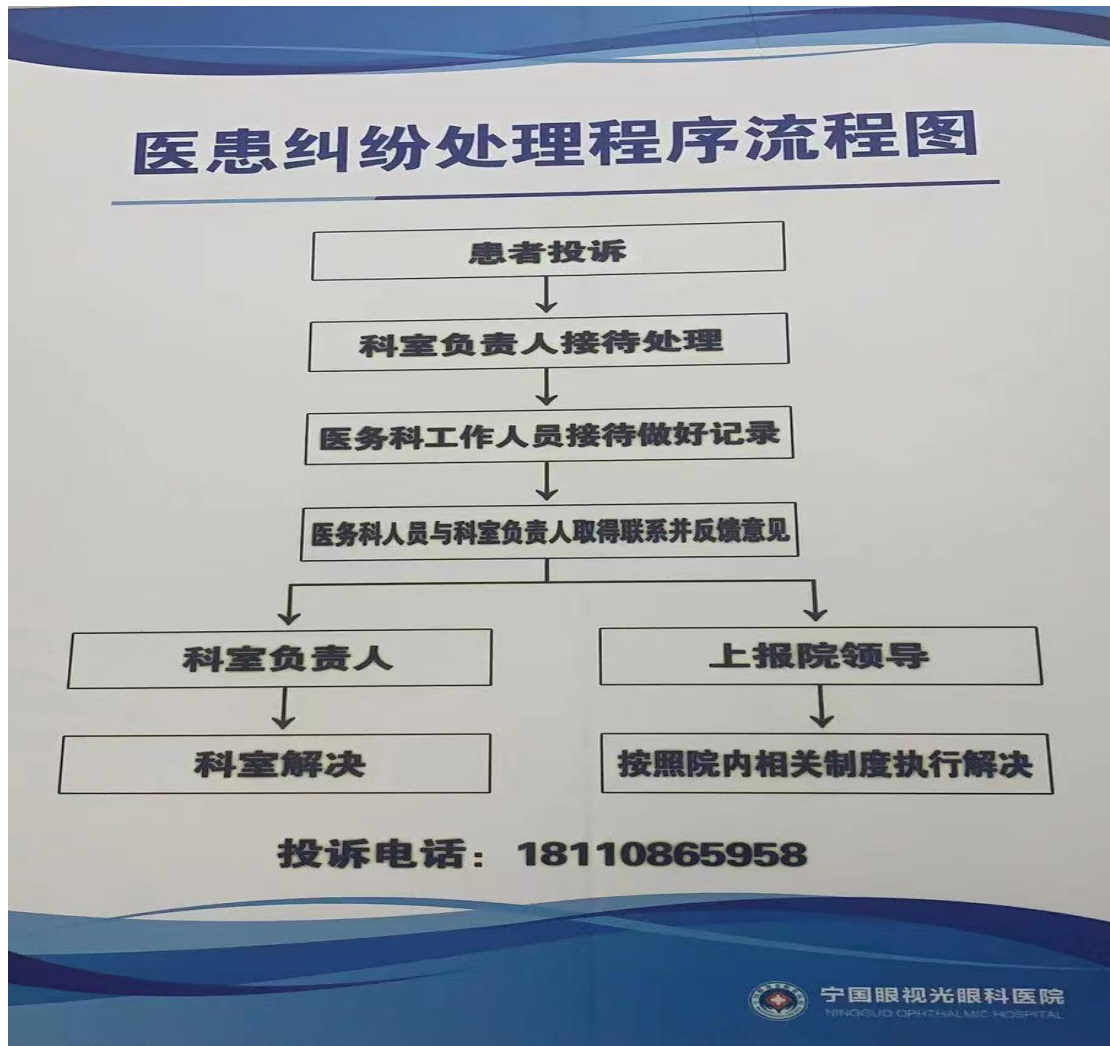 医患纠纷处理程序流程图
患者投诉
科室负责人接待处理
医务科工作人员接待做好记录
医务科人员与科室负责人取得联系并反馈意见
科室负责人
上报院领导
科室解决
按照院内相关制度执行解决
投诉电话：18110865958
宁国眼视光眼科医院
NINGGUO OPHTHALMIC HOSPITAL